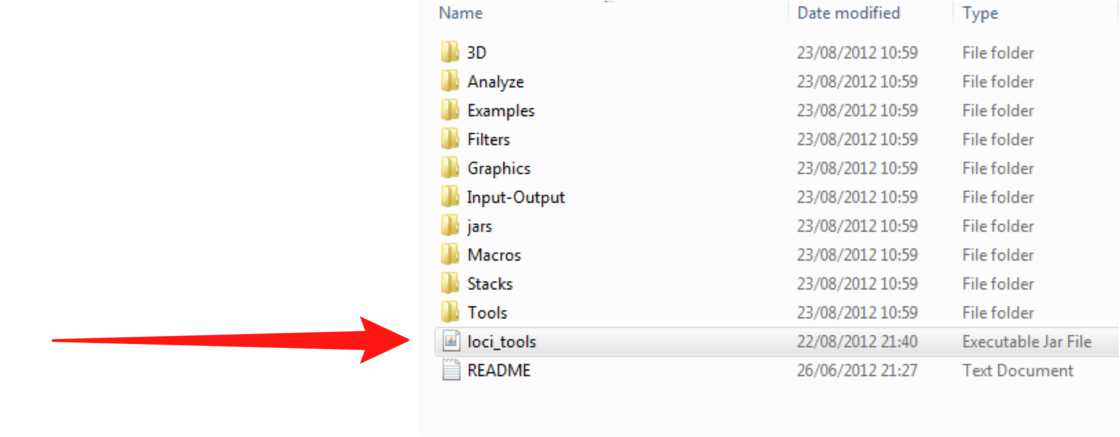 Name Date modified Type
3D 23/08/2012 10:59 File folder
Analyze 23/08/2012 10:59 File folder
Examples 23/08/2012 10:59 File folder
Filters 23/08/2012 10:59 File folder
Graphics 23/08/2012 10:59 File folder
Input-Output 23/08/2012 10:59 File folder
jars 23/08/2012 10:59 File folder
Macros 23/08/2012 10:59 File folder
Stacks 23/08/2012 10:59 File folder
Tools 23/08/2012 10:59 File folder
loci_tools 22/08/2012 21:40 Executable Jar File
README 26/06/2012 21:27 Text Document